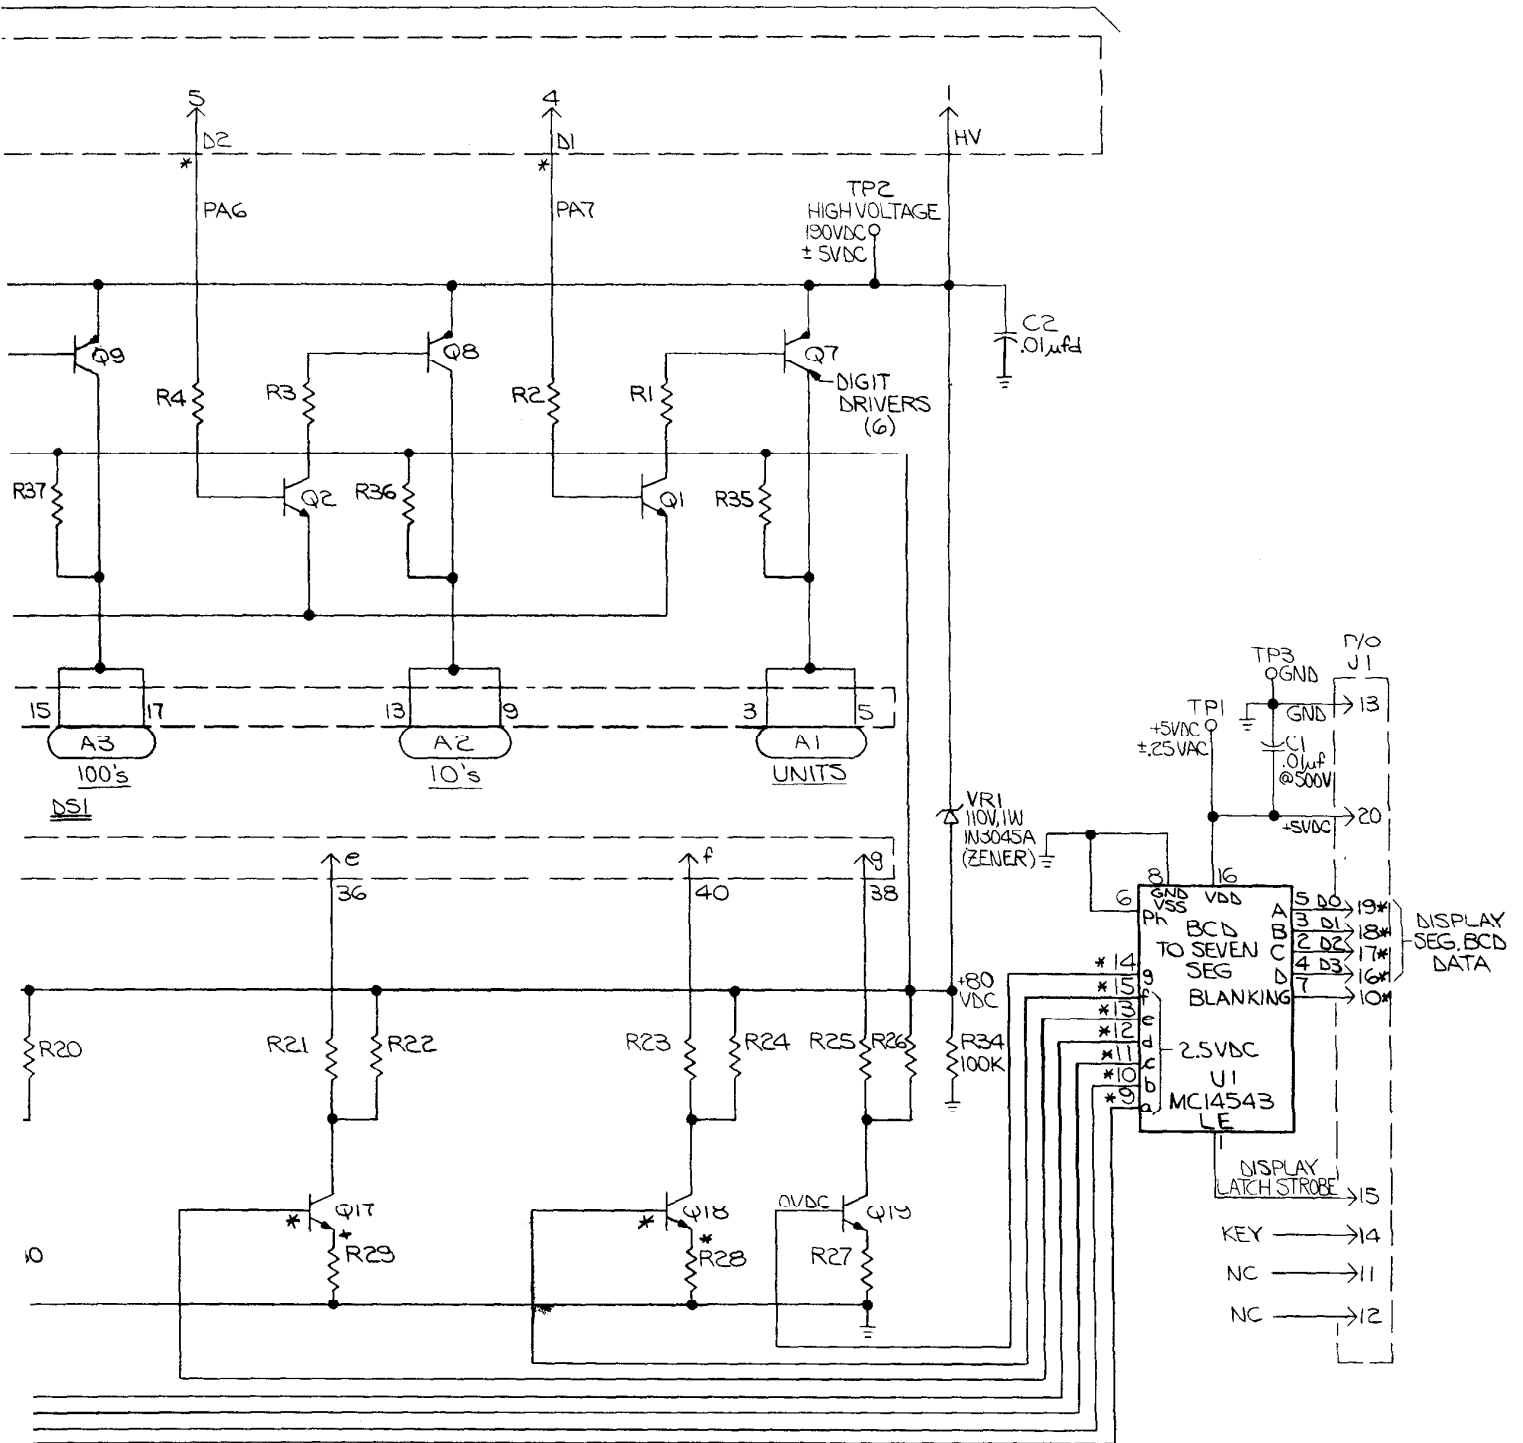 5
4
1
D2
D1
HV
*
*
PA6
PA7
TP2
HIGH VOLTAGE
190VDC
± 5VDC
Q9
Q8
Q7
C2
.01µfd
R4
R3
R2
R1
DIGIT
DRIVERS
(6)
R37
Q2
R36
Q1
R35
15
17
13
9
3
5
A3
A2
A1
100's
10's
UNITS
DS1
P/O
J1
TP3
GND
GND
13
TP1
+5VDC
±.25VAC
C1
.01µf
@500V
+5VDC
20
VR1
110V, 1W
1N3045A
(ZENER)
e
f
g
36
40
38
8
16
6
GND
VSS
VDD
Ph
BCD
TO SEVEN
SEG
BLANKING
A 5 D0 19*
B 3 D1 18*
C 2 D2 17*
D 4 D3 16*
7 10*
DISPLAY
SEG. BCD
DATA
* 14 g
* 15 f
* 13 e
* 12 d
* 11 c
* 10 b
* 9 a
2.5VDC
U1
MC14543
LE
1
+80
VDC
R20
R21
R22
R23
R24
R25
R26
R34
100K
DISPLAY
LATCH STROBE
15
KEY
14
NC
11
NC
12
* Q17
* R29
* Q18
* R28
0VDC
Q19
R27